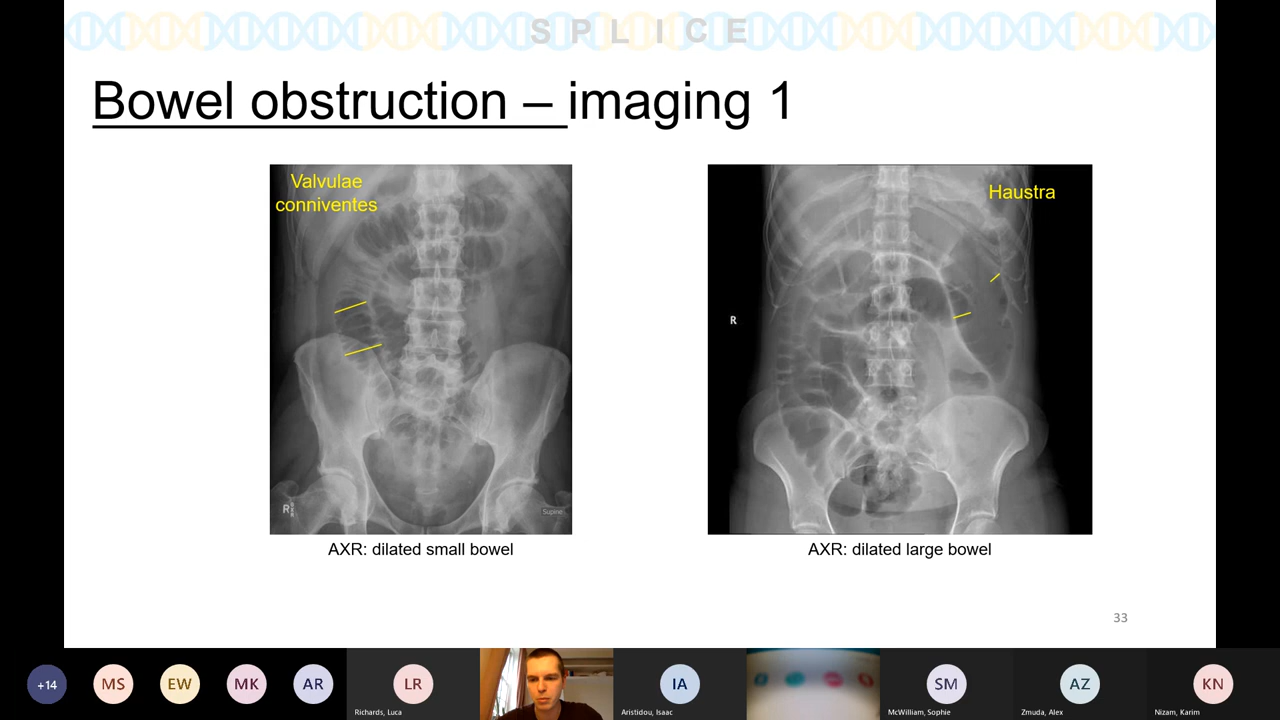 SPLICE
Bowel obstruction – imaging 1
Valvulae
conniventes
Haustra
R
R
Supine
AXR: dilated small bowel
AXR: dilated large bowel
33
+14
MS
EW
MK
AR
LR
IA
SM
AZ
KN
Richards, Luca
Aristidou, Isaac
McWilliam, Sophie
Zmuda, Alex
Nizam, Karim